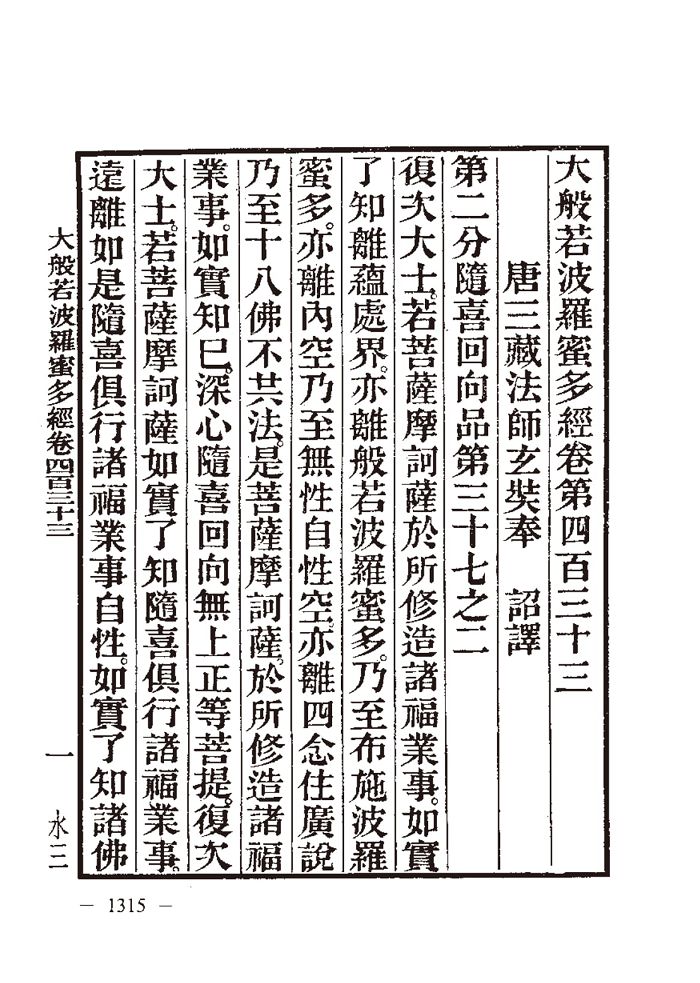 大般若波羅蜜多經卷第四百三十三
唐三藏法師玄奘奉　詔譯
第二分隨喜回向品第三十七之二
復次大士。若菩薩摩訶薩於所修造諸福業事。如實
了知離蘊處界。亦離般若波羅蜜多。乃至布施波羅
蜜多。亦離內空乃至無性自性空。亦離四念住廣說
乃至十八佛不共法。是菩薩摩訶薩。於所修造諸福
業事。如實知已。深心隨喜回向無上正等菩提。復次
大士。若菩薩摩訶薩如實了知隨喜俱行諸福業事。
遠離如是隨喜俱行諸福業事自性。如實了知諸佛
大般若波羅蜜多經卷四百三十三　一　水三
— 1315 —